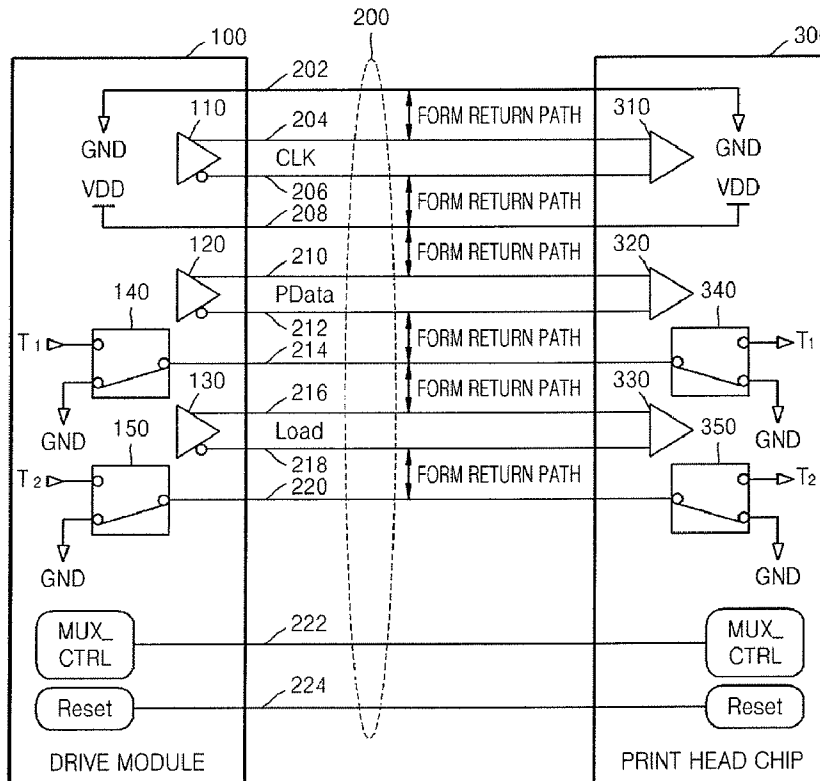 100
200
30
202
110
204
FORM RETURN PATH
310
GND
CLK
GND
VDD
206
208
FORM RETURN PATH
VDD
120
210
FORM RETURN PATH
320
140
PData
340
T1
212
214
FORM RETURN PATH
T1
130
216
FORM RETURN PATH
330
GND
150
Load
350
GND
T2
218
220
FORM RETURN PATH
T2
GND
GND
MUX_
CTRL
222
MUX_
CTRL
Reset
224
Reset
DRIVE MODULE
PRINT HEAD CHIP